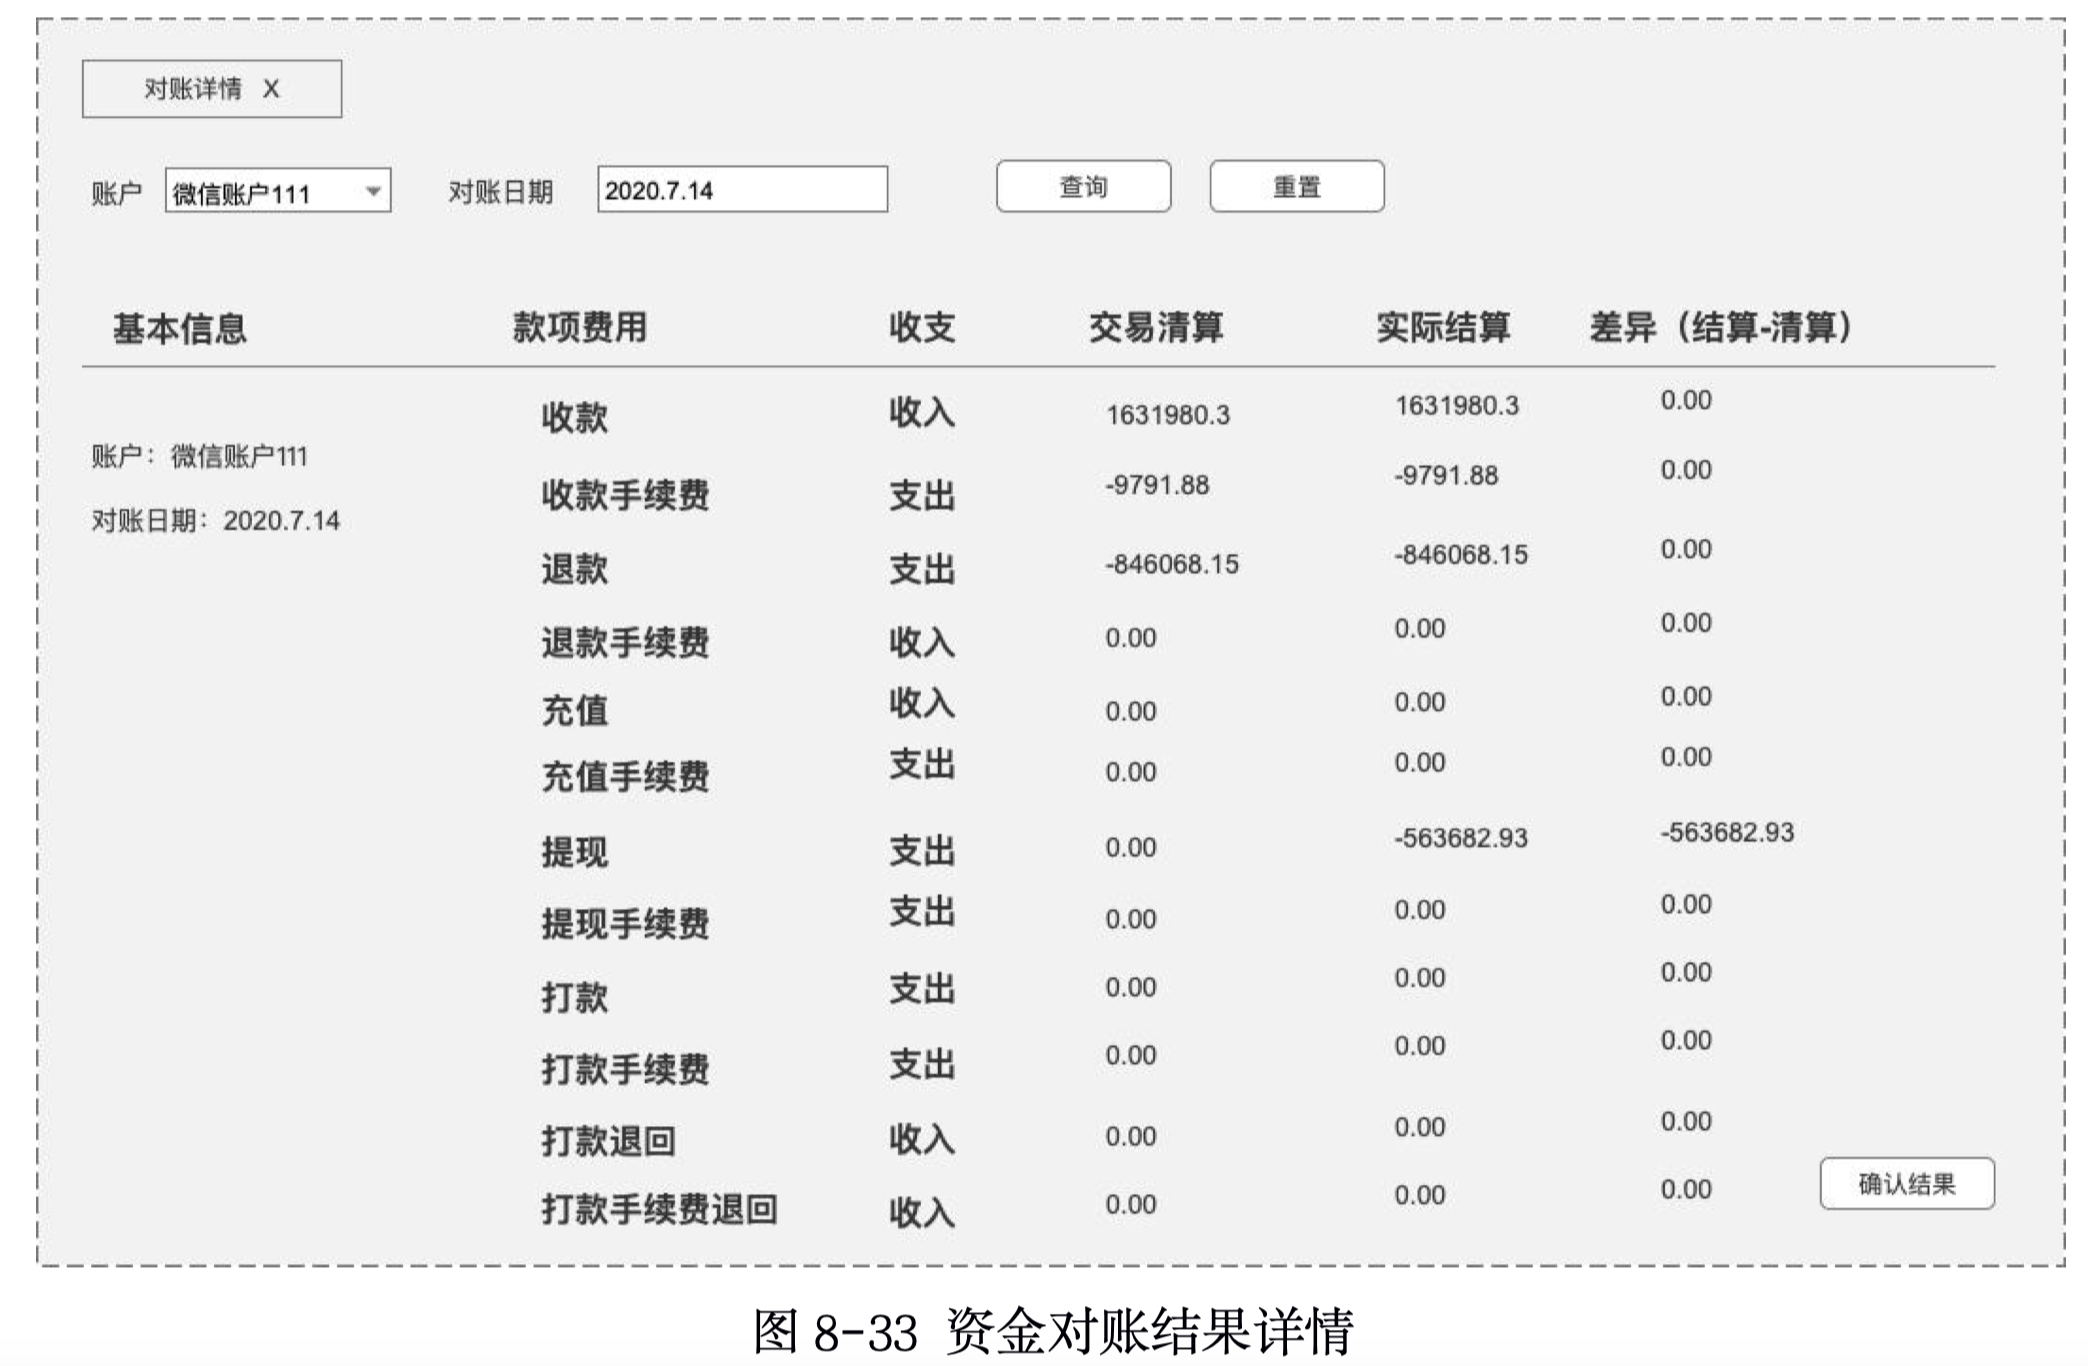 对账详情 X
账户 微信账户111 对账日期 2020.7.14 查询 重置
基本信息 款项费用 收支 交易清算 实际结算 差异（结算-清算）
收款 收入 1631980.3 1631980.3 0.00
账户：微信账户111
收款手续费 支出 -9791.88 -9791.88 0.00
对账日期：2020.7.14
退款 支出 -846068.15 -846068.15 0.00
退款手续费 收入 0.00 0.00 0.00
充值 收入 0.00 0.00 0.00
充值手续费 支出 0.00 0.00 0.00
提现 支出 0.00 -563682.93 -563682.93
提现手续费 支出 0.00 0.00 0.00
打款 支出 0.00 0.00 0.00
打款手续费 支出 0.00 0.00 0.00
打款退回 收入 0.00 0.00 0.00
打款手续费退回 收入 0.00 0.00 0.00
确认结果
图 8-33 资金对账结果详情